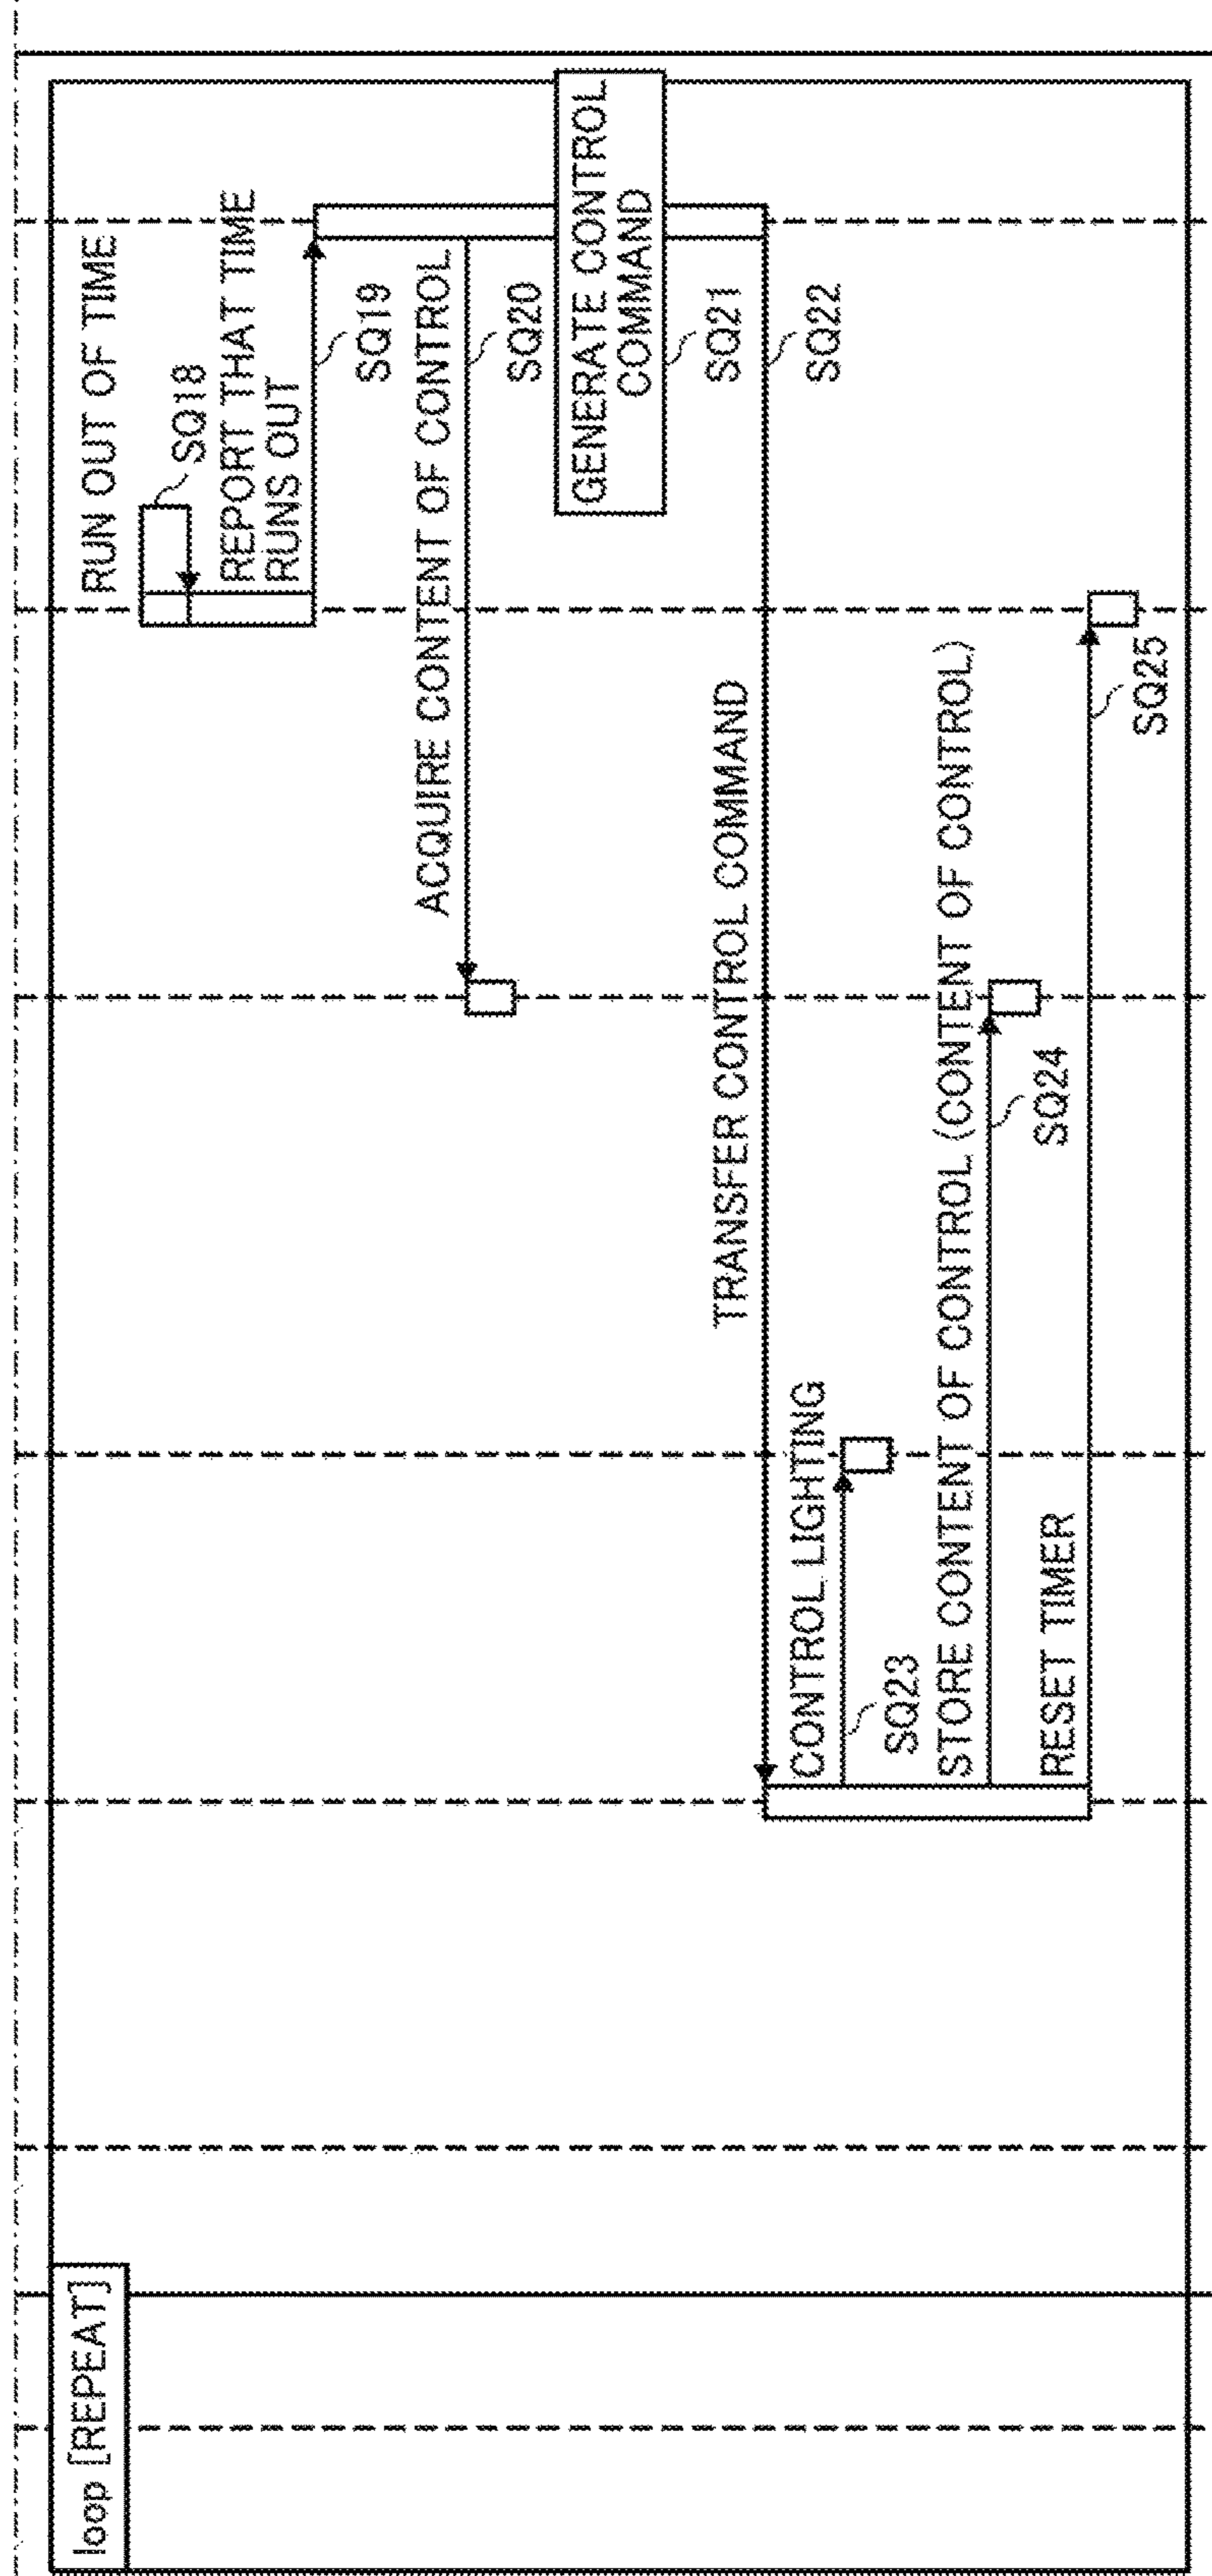 loop [REPEAT]
RUN OUT OF TIME
SQ18
REPORT THAT TIME
RUNS OUT
SQ19
ACQUIRE CONTENT OF CONTROL
SQ20
GENERATE CONTROL
COMMAND
SQ21
TRANSFER CONTROL COMMAND
SQ22
CONTROL LIGHTING
SQ23
STORE CONTENT OF CONTROL (CONTENT OF CONTROL)
SQ24
RESET TIMER
SQ25